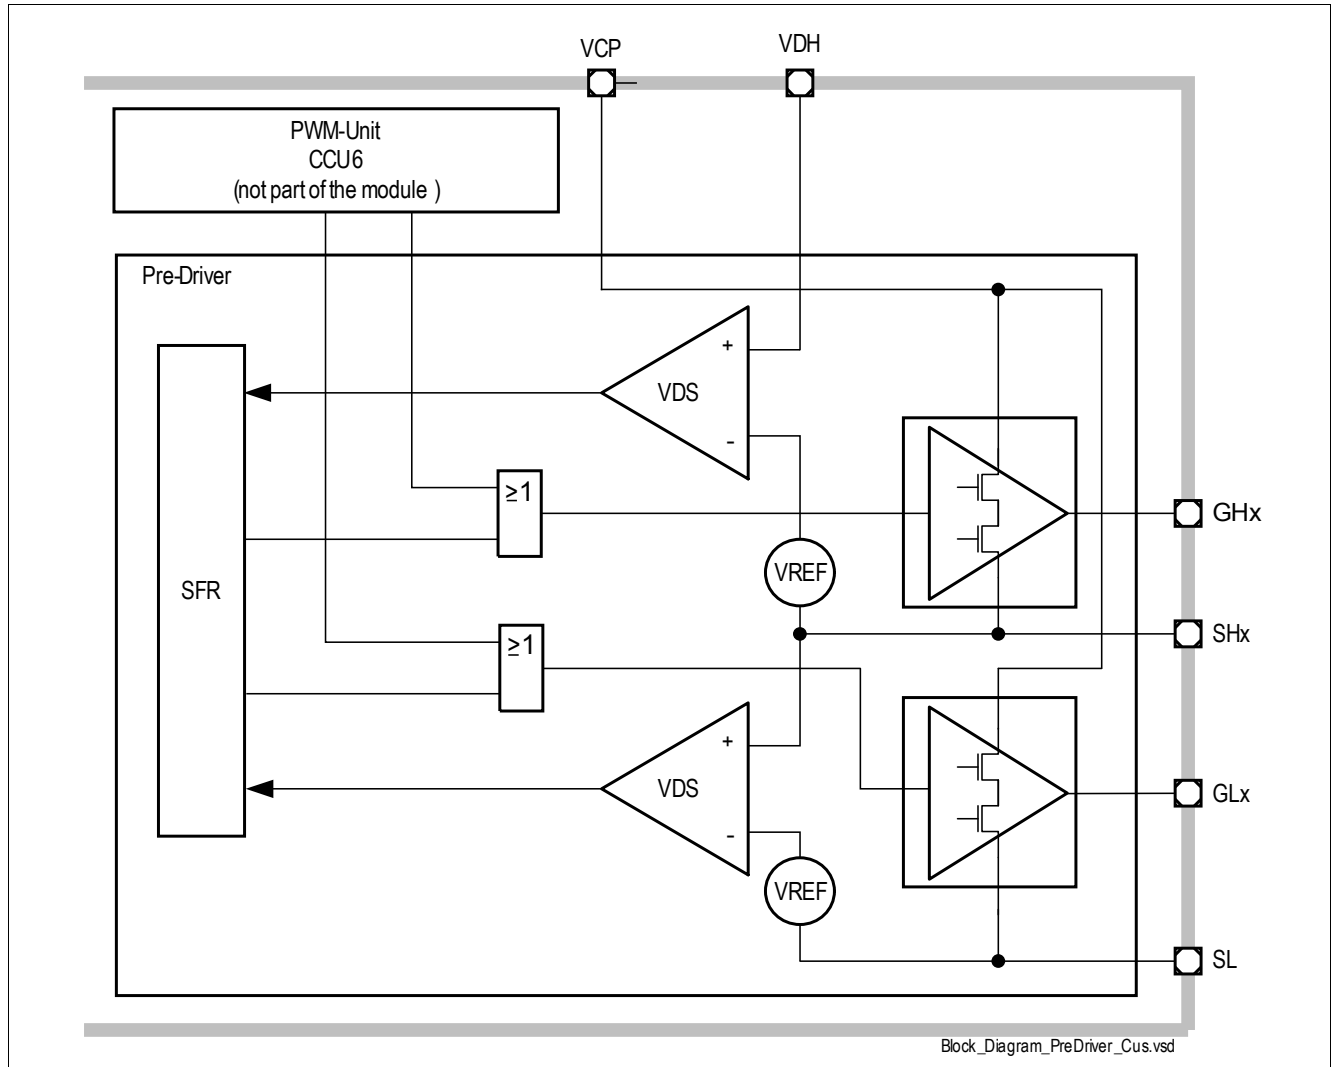 VCP
VDH
PWM-Unit
CCU6
(not part of the module )
Pre-Driver
+
VDS
-
≥1
GHx
VREF
SFR
≥1
SHx
+
VDS
-
GLx
VREF
SL
Block_Diagram_PreDriver_Cus.vsd